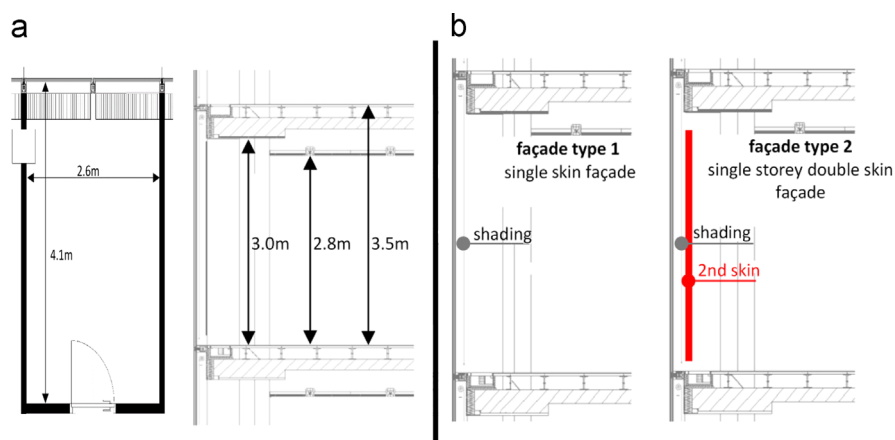 a
2.6m
4.1m
3.0m
2.8m
3.5m
b
façade type 1
single skin façade
shading
façade type 2
single storey double skin
façade
shading
2nd skin